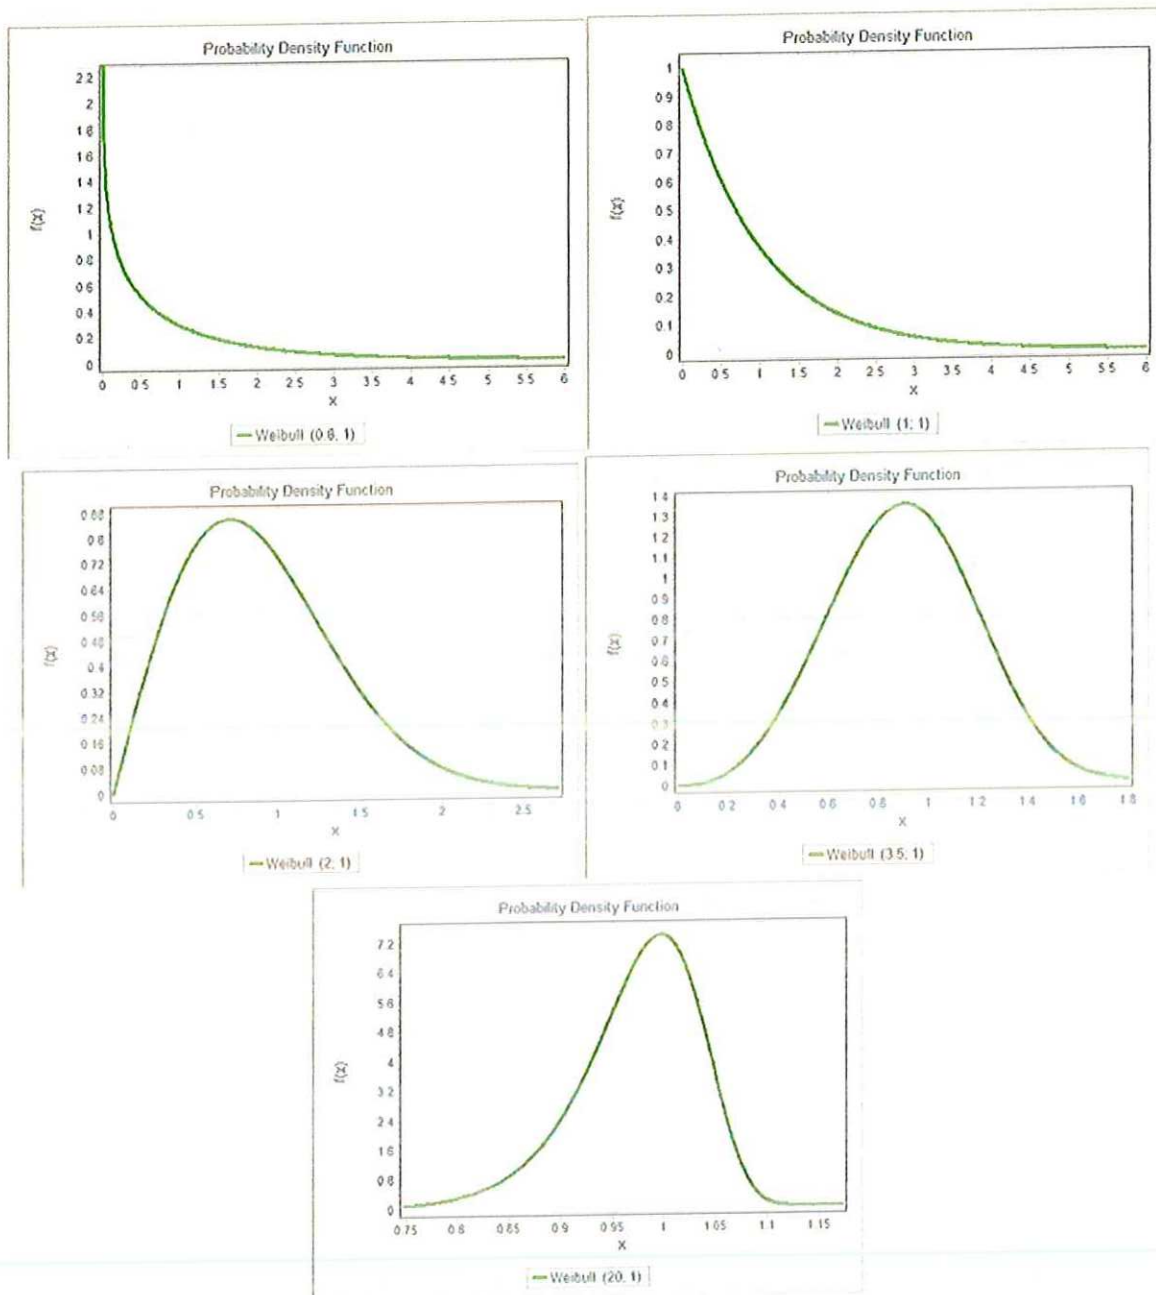 Probability Density Function
2.2
2
1.8
1.6
1.4
1.2
1
0.8
0.6
0.4
0.2
0
f(x)
0 0.5 1 1.5 2 2.5 3 3.5 4 4.5 5 5.5 6
x
Weibull (0.8; 1)
Probability Density Function
1
0.9
0.8
0.7
0.6
0.5
0.4
0.3
0.2
0.1
0
f(x)
0 0.5 1 1.5 2 2.5 3 3.5 4 4.5 5 5.5 6
x
Weibull (1; 1)
Probability Density Function
0.88
0.8
0.72
0.64
0.56
0.48
0.4
0.32
0.24
0.16
0.08
0
f(x)
0 0.5 1 1.5 2 2.5
x
Weibull (2; 1)
Probability Density Function
1.4
1.3
1.2
1.1
1
0.9
0.8
0.7
0.6
0.5
0.4
0.3
0.2
0.1
0
f(x)
0 0.2 0.4 0.6 0.8 1 1.2 1.4 1.6 1.8
x
Weibull (3.5; 1)
Probability Density Function
7.2
6.4
5.6
4.8
4
3.2
2.4
1.6
0.8
0
f(x)
0.75 0.8 0.85 0.9 0.95 1 1.05 1.1 1.15
x
Weibull (20; 1)